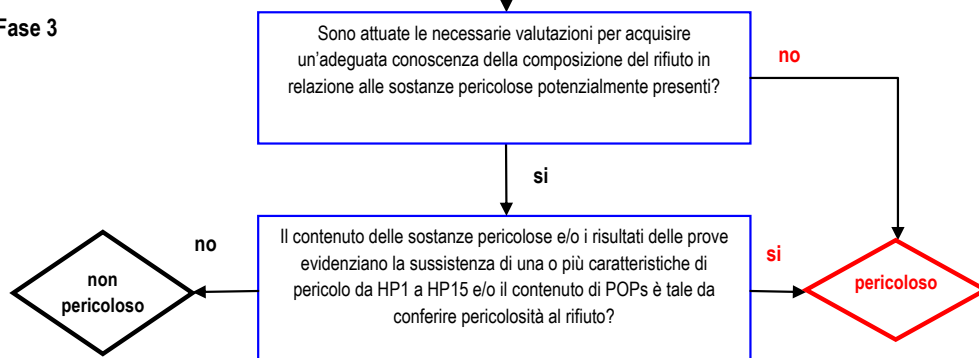 Fase 3
Sono attuate le necessarie valutazioni per acquisire
un’adeguata conoscenza della composizione del rifiuto in
relazione alle sostanze pericolose potenzialmente presenti?
no
si
Il contenuto delle sostanze pericolose e/o i risultati delle prove
evidenziano la sussistenza di una o più caratteristiche di
pericolo da HP1 a HP15 e/o il contenuto di POPs è tale da
conferire pericolosità al rifiuto?
no
non
pericoloso
si
pericoloso